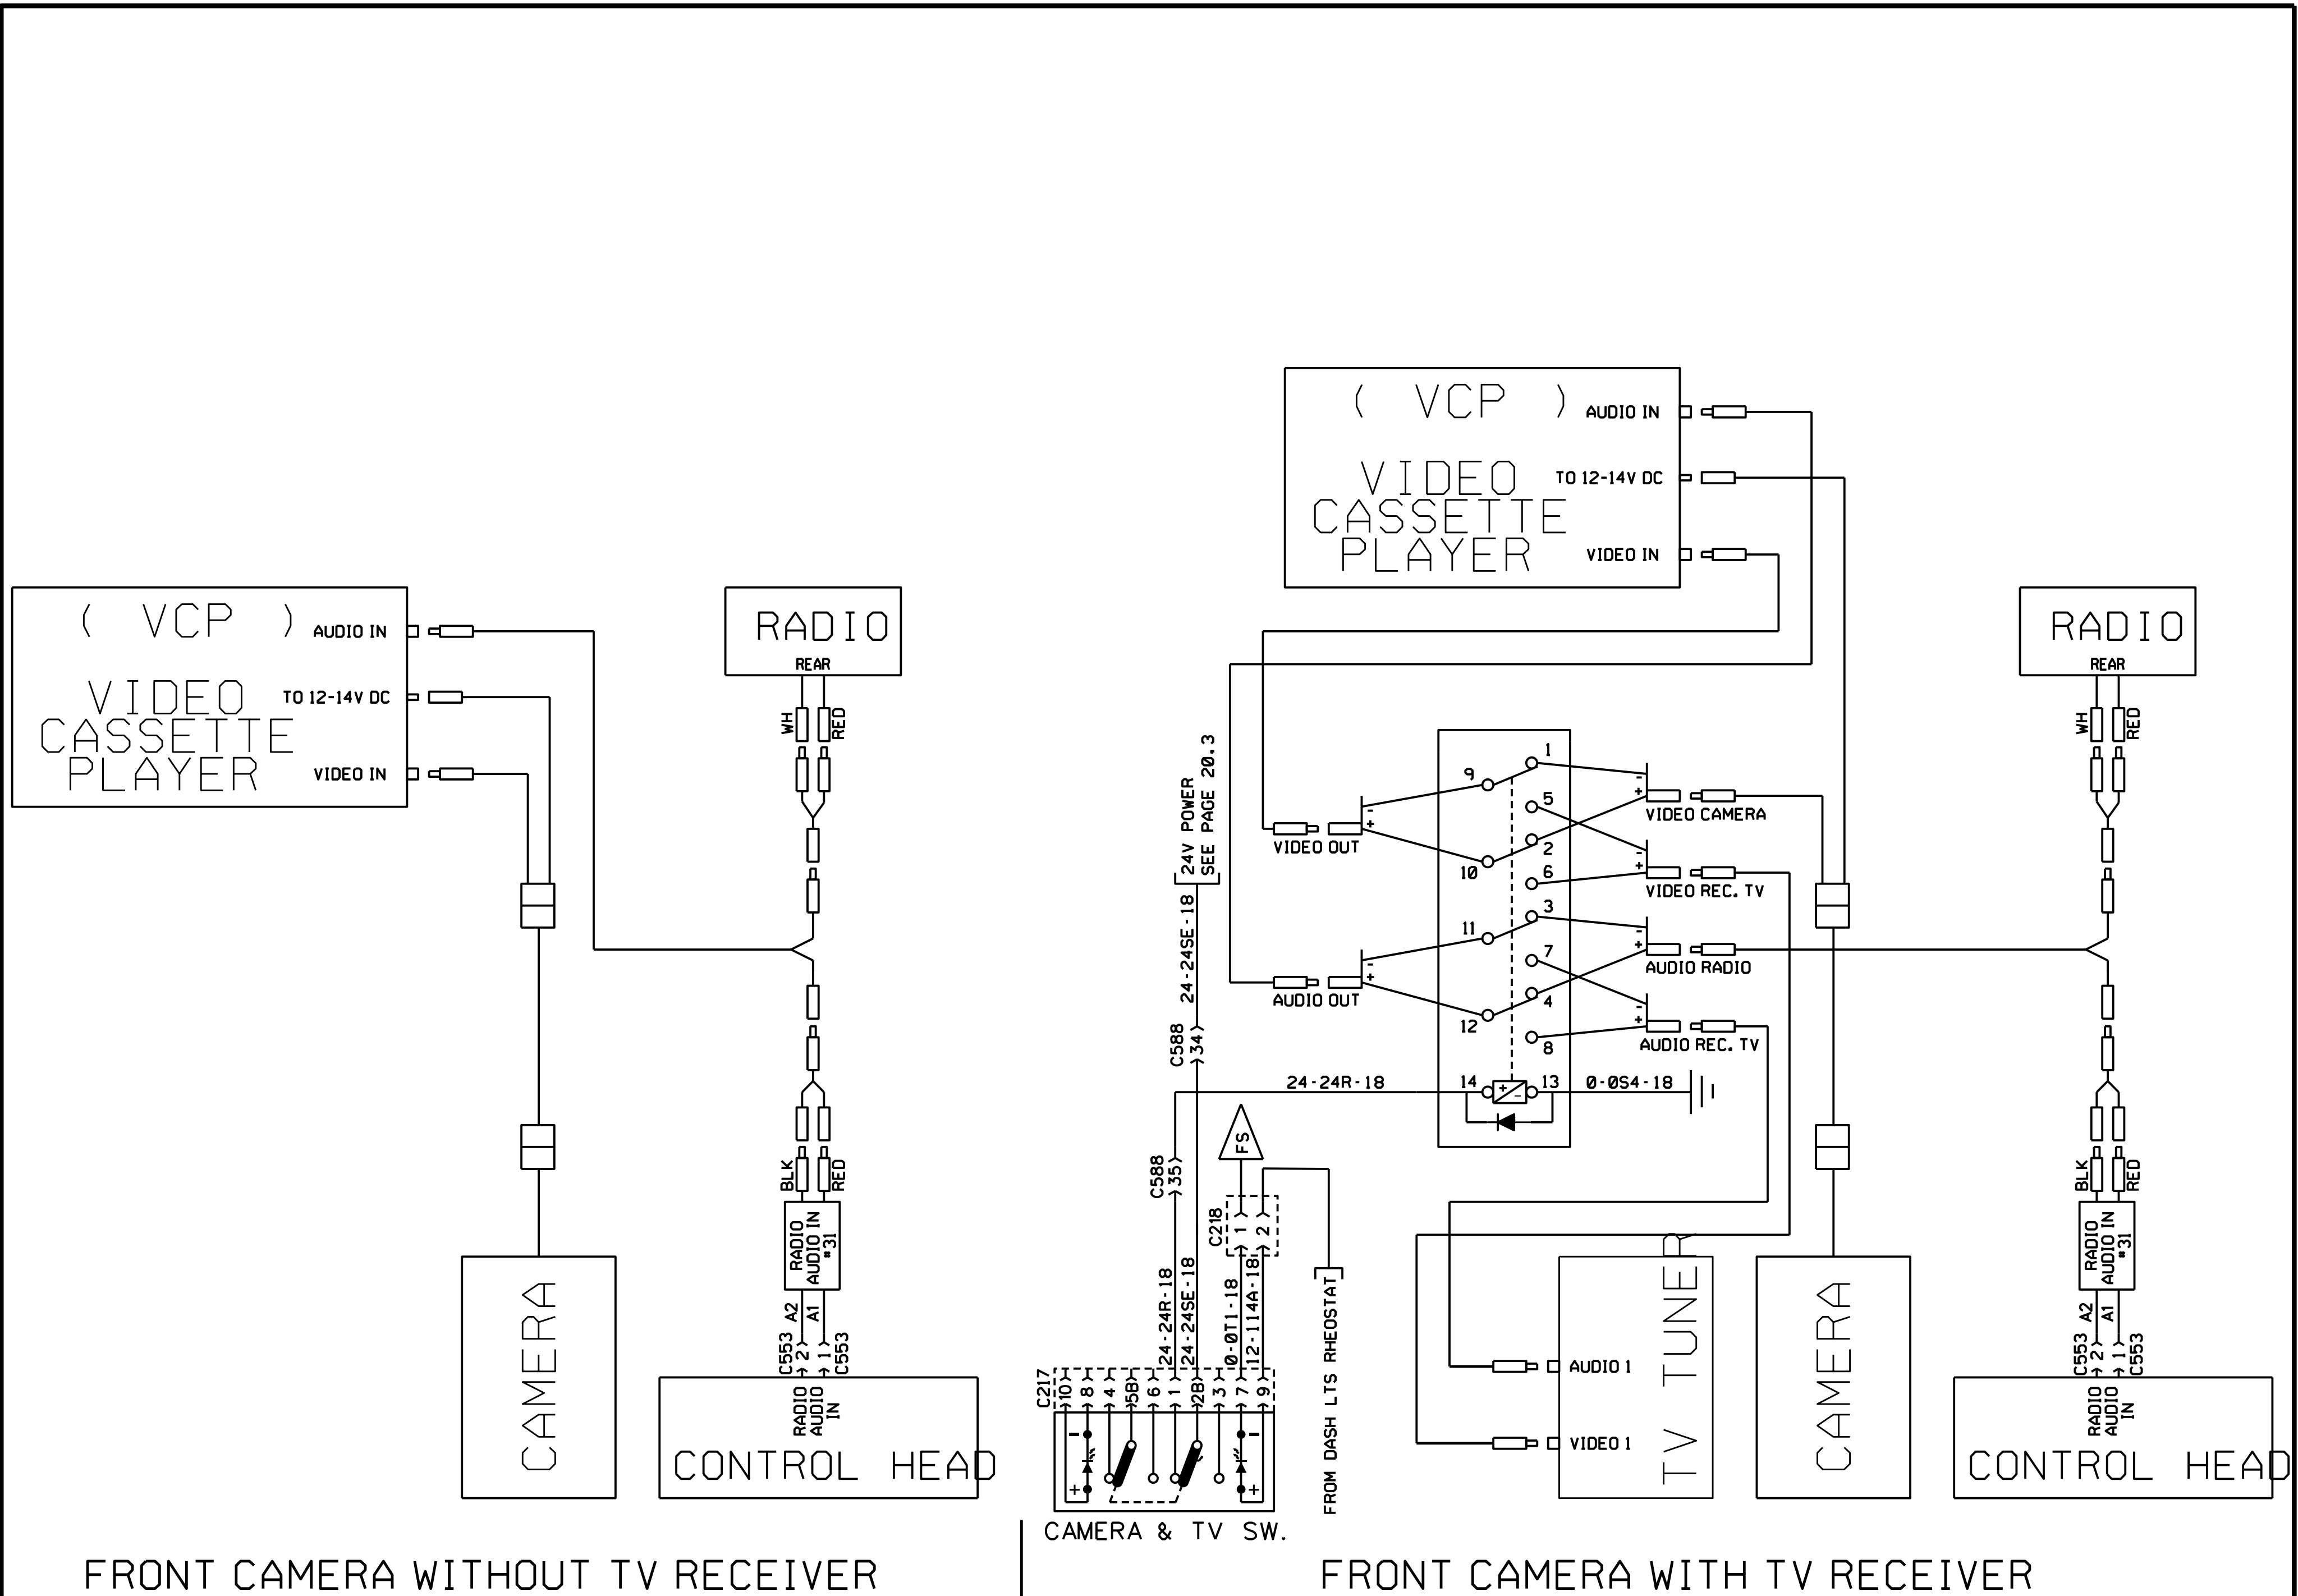 ( VCP )
AUDIO IN
VIDEO
CASSETTE
PLAYER
TO 12-14V DC
VIDEO IN
RADIO
REAR
WH
RED
BLK
RED
RADIO
AUDIO IN
#31
A2
A1
C553
2
1
C553
RADIO
AUDIO
IN
CONTROL HEAD
CAMERA
FRONT CAMERA WITHOUT TV RECEIVER
( VCP )
AUDIO IN
VIDEO
CASSETTE
PLAYER
TO 12-14V DC
VIDEO IN
24V POWER
SEE PAGE 20.3
24-24SE-18
C588
34
VIDEO OUT
- +
AUDIO OUT
- +
9
10
11
12
1
5
2
6
3
7
4
8
14
13
+ -
- +
VIDEO CAMERA
- +
VIDEO REC. TV
- +
AUDIO RADIO
- +
AUDIO REC. TV
24-24R-18
0-0S4-18
C588
35
FS
C218
1
2
24-24R-18
24-24SE-18
0-0T1-18
12-114A-18
FROM DASH LTS RHEOSTAT
C217
10
8
4
5B
6
1
2B
3
7
9
- -
+ +
CAMERA & TV SW.
AUDIO 1
VIDEO 1
TV TUNER
CAMERA
RADIO
REAR
WH
RED
BLK
RED
RADIO
AUDIO IN
#31
A2
A1
C553
2
1
C553
RADIO
AUDIO
IN
CONTROL HEAD
FRONT CAMERA WITH TV RECEIVER